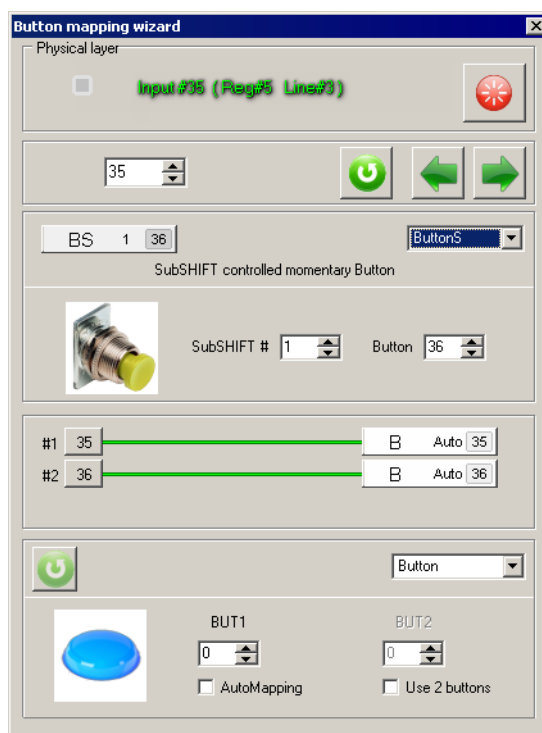 Button mapping wizard
Physical layer
Input#35 (Reg#5 Line#3)
35
BS 1 36
ButtonS
SubSHIFT controlled momentary Button
SubSHIFT # 1 Button 36
#1 35 B Auto 35
#2 36 B Auto 36
Button
BUT1 BUT2
0 0
AutoMapping Use 2 buttons